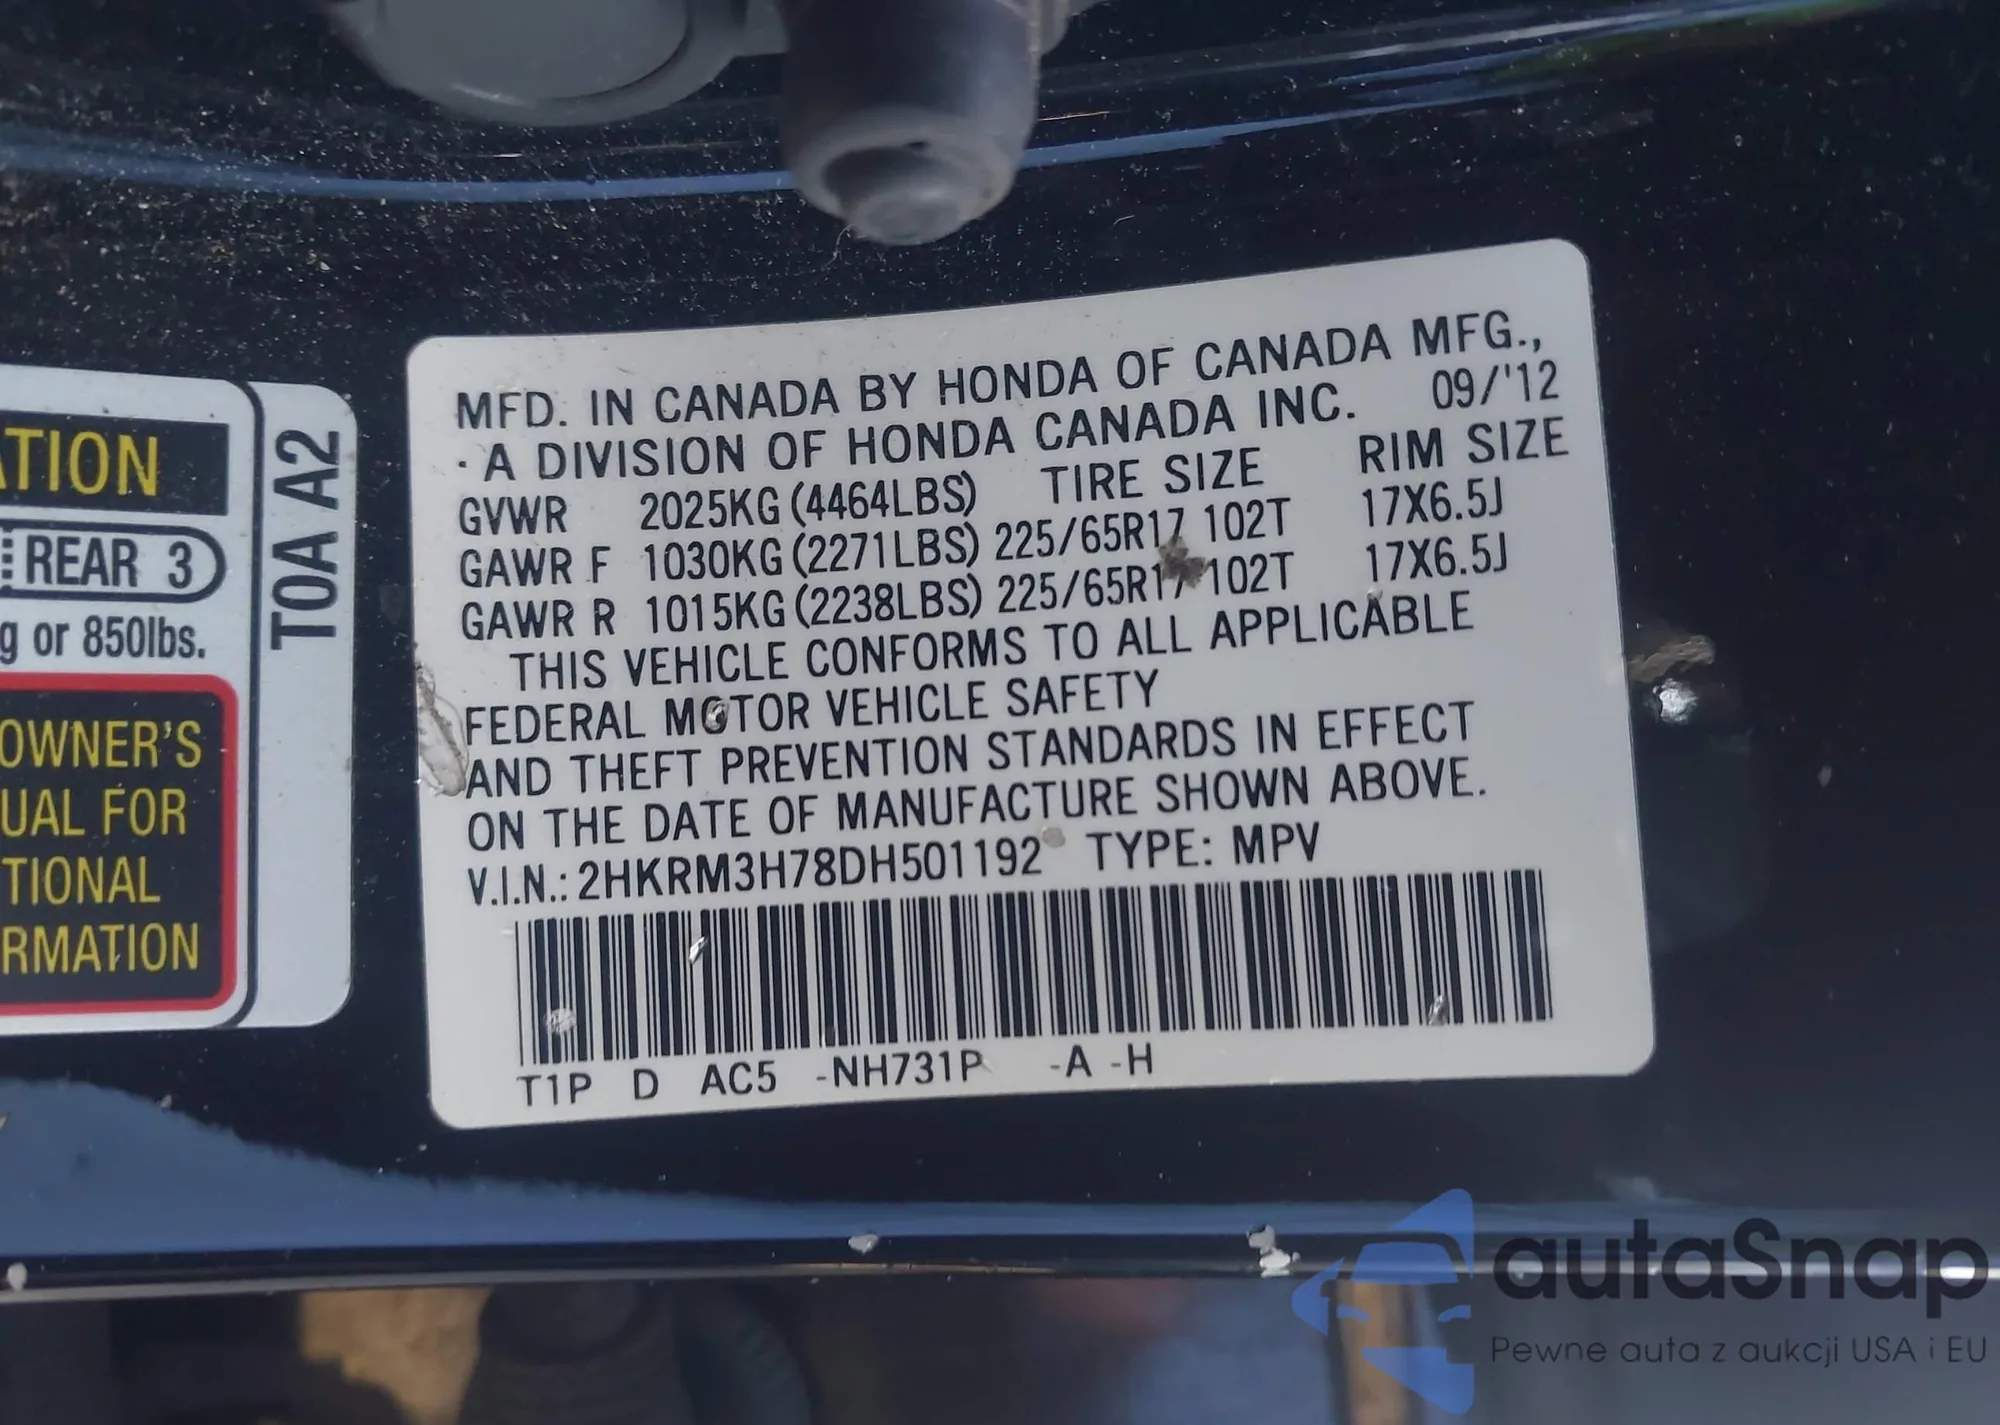 ATION
REAR 3
g or 850lbs.
OWNER'S
UAL FOR
TIONAL
RMATION
T0A A2
MFD. IN CANADA BY HONDA OF CANADA MFG.,
· A DIVISION OF HONDA CANADA INC. 09/'12
GVWR 2025KG (4464LBS) TIRE SIZE RIM SIZE
GAWR F 1030KG (2271LBS) 225/65R17 102T 17X6.5J
GAWR R 1015KG (2238LBS) 225/65R17 102T 17X6.5J
THIS VEHICLE CONFORMS TO ALL APPLICABLE
FEDERAL MOTOR VEHICLE SAFETY
AND THEFT PREVENTION STANDARDS IN EFFECT
ON THE DATE OF MANUFACTURE SHOWN ABOVE.
V.I.N.: 2HKRM3H78DH501192 TYPE: MPV
T1P D AC5 -NH731P -A -H
autaSnap
Pewne auta z aukcji USA i EU